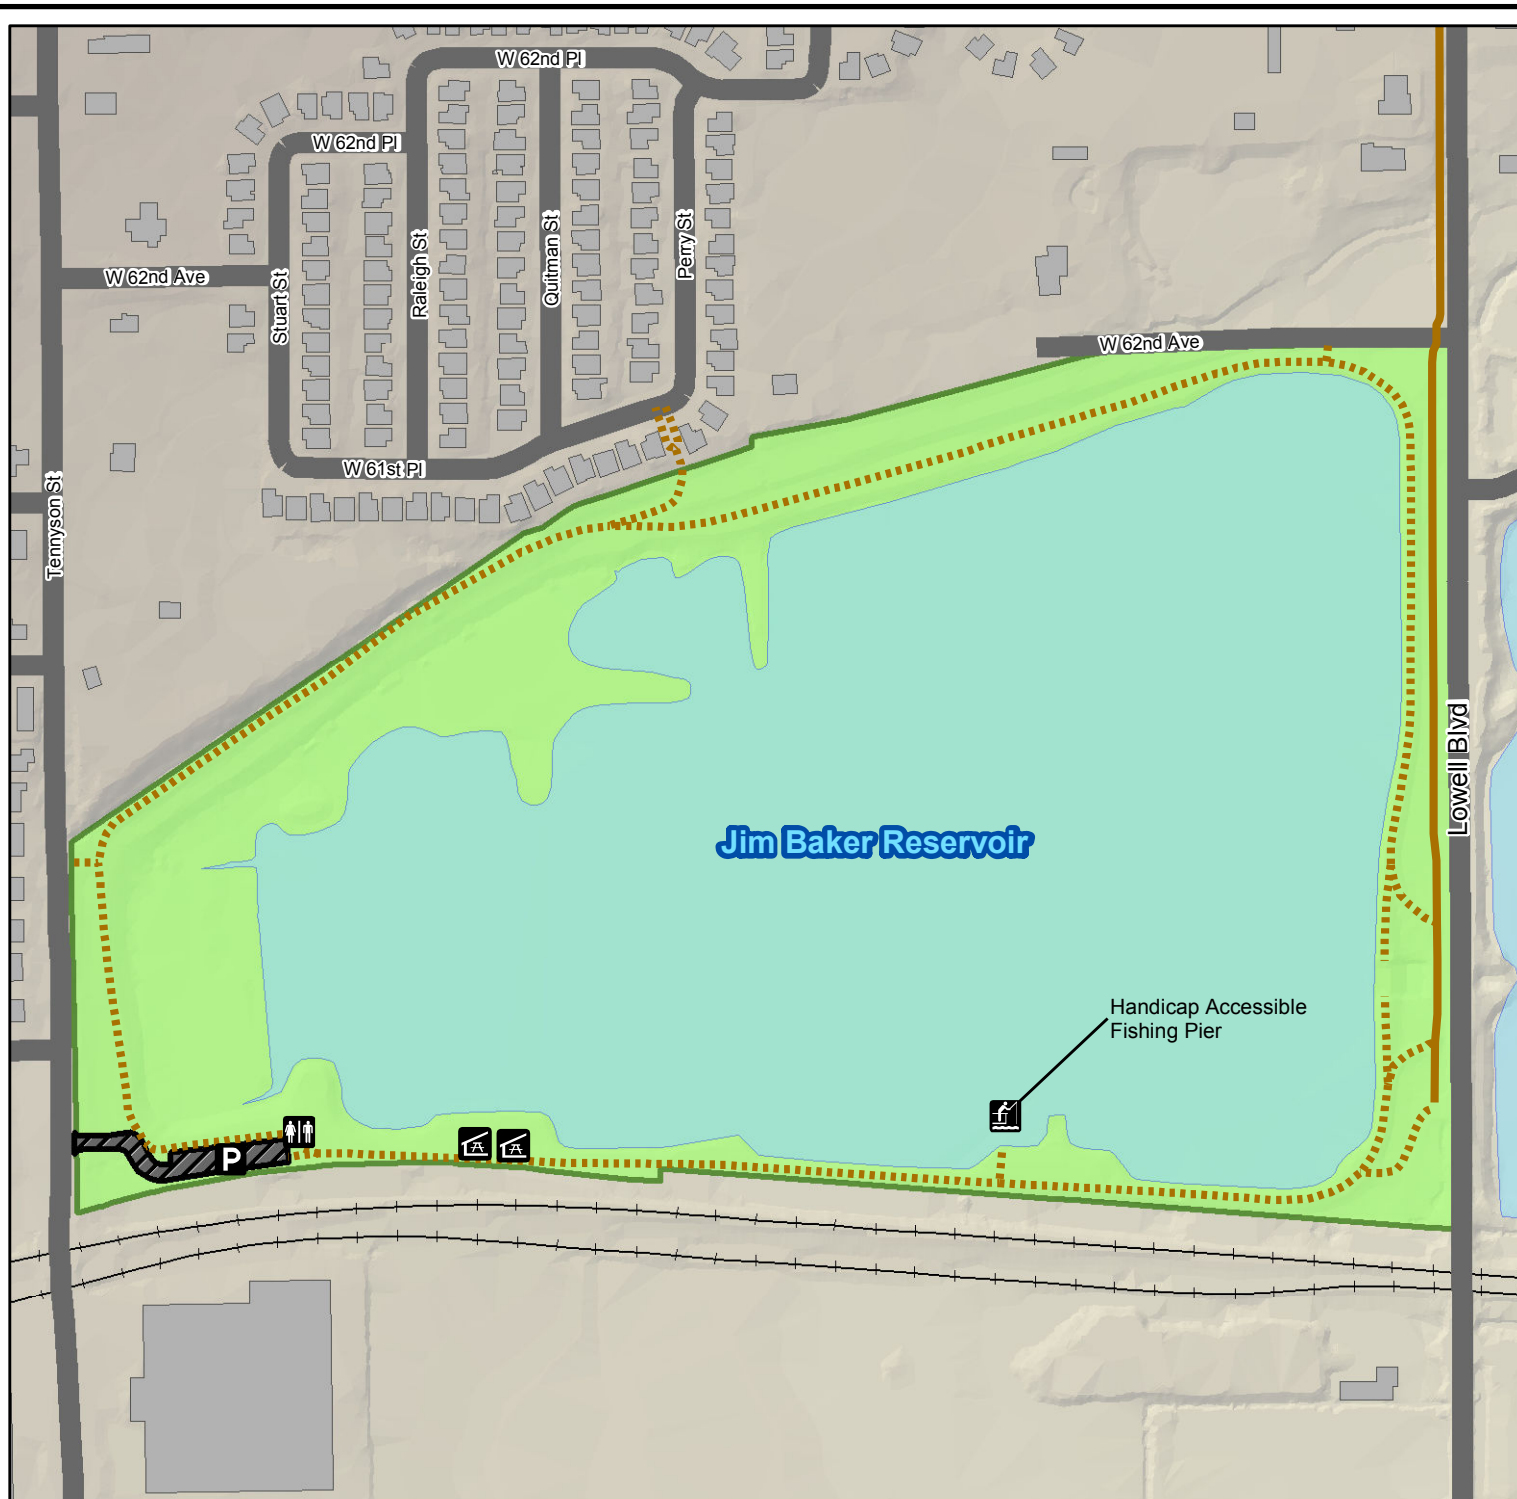 W 62nd Pl
W 62nd Pl
W 62nd Ave
Stuart St
Raleigh St
Quitman St
Perry St
W 62nd Ave
W 61st Pl
Tennyson St
Lowell Blvd
Jim Baker Reservoir
Handicap Accessible
Fishing Pier
P